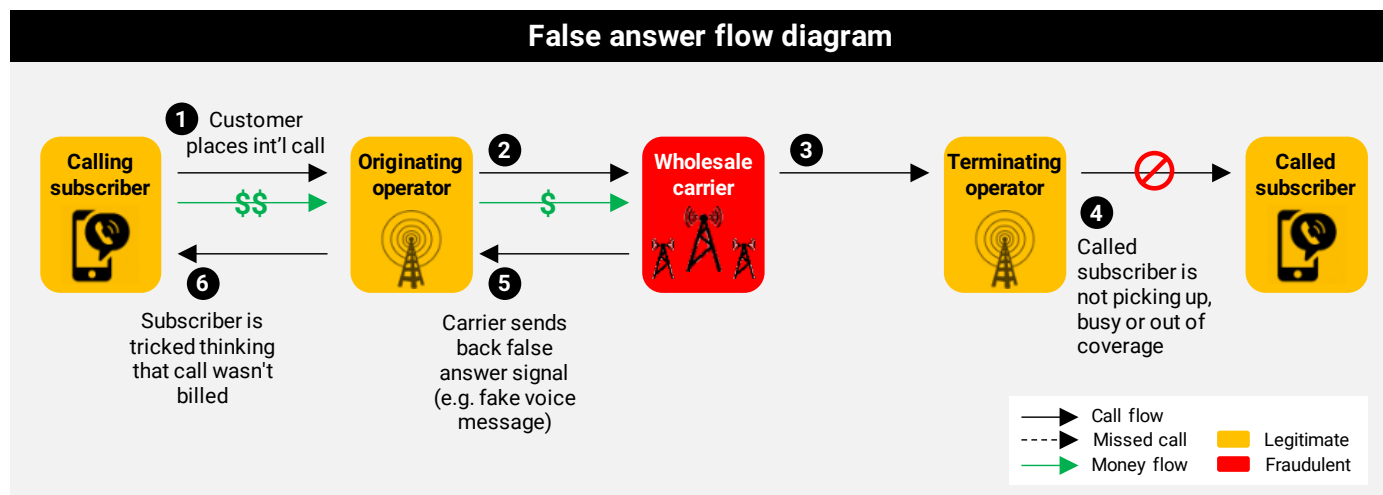 False answer flow diagram
1
Customer
places int'l call
Calling
subscriber
$$
Originating
operator
2
$
Wholesale
carrier
3
Terminating
operator
Called
subscriber
4
Called
subscriber is
not picking up,
busy or out of
coverage
5
Carrier sends
back false
answer signal
(e.g. fake voice
message)
6
Subscriber is
tricked thinking
that call wasn't
billed
Call flow
Missed call
Money flow
Legitimate
Fraudulent